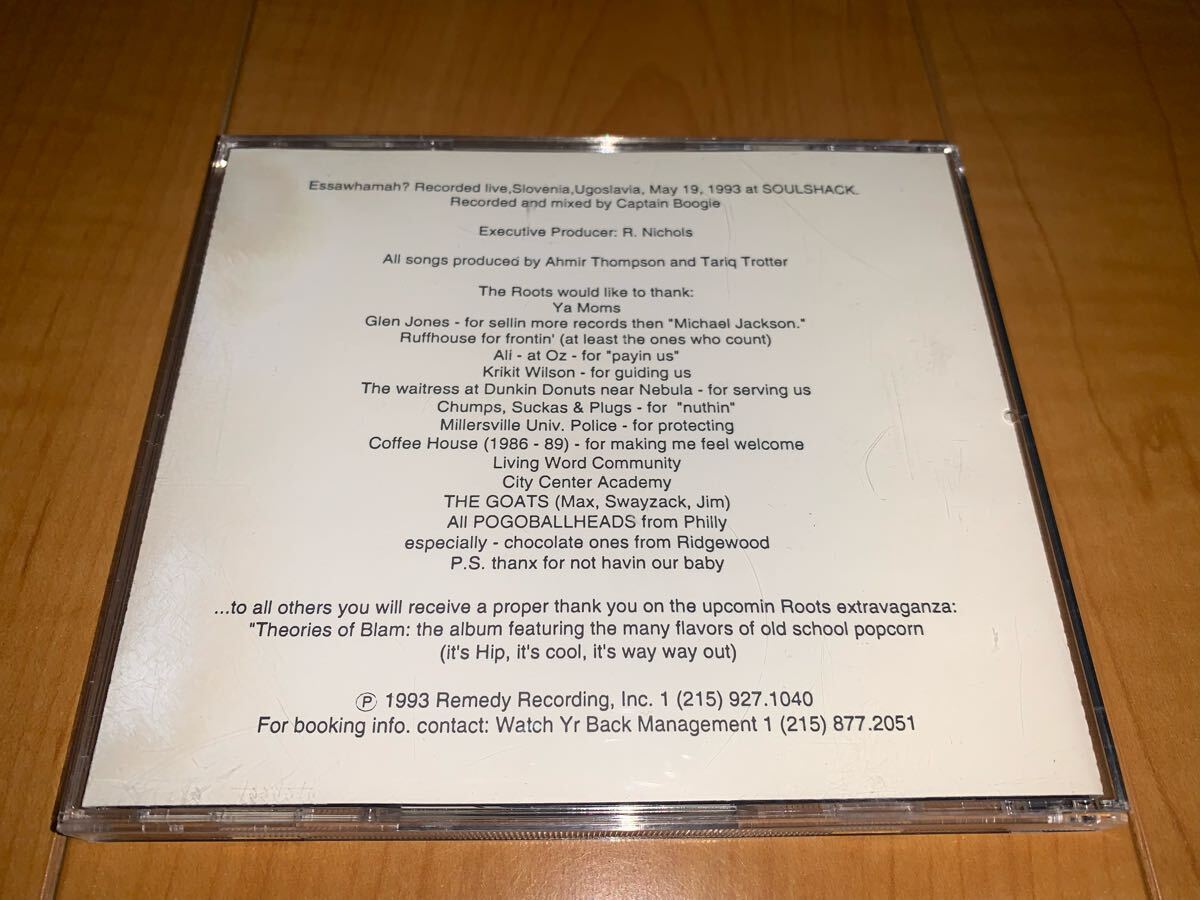 Essawhamah? Recorded live,Slovenia,Ugoslavia, May 19, 1993 at SOULSHACK.
Recorded and mixed by Captain Boogie
Executive Producer: R. Nichols
All songs produced by Ahmir Thompson and Tariq Trotter
The Roots would like to thank:
Ya Moms
Glen Jones - for sellin more records then "Michael Jackson."
Ruffhouse for frontin' (at least the ones who count)
Ali - at Oz - for "payin us"
Krikit Wilson - for guiding us
The waitress at Dunkin Donuts near Nebula - for serving us
Chumps, Suckas & Plugs - for "nuthin"
Millersville Univ. Police - for protecting
Coffee House (1986 - 89) - for making me feel welcome
Living Word Community
City Center Academy
THE GOATS (Max, Swayzack, Jim)
All POGOBALLHEADS from Philly
especially - chocolate ones from Ridgewood
P.S. thanx for not havin our baby
...to all others you will receive a proper thank you on the upcomin Roots extravaganza:
"Theories of Blam: the album featuring the many flavors of old school popcorn
(it's Hip, it's cool, it's way way out)
Ⓟ 1993 Remedy Recording, Inc. 1 (215) 927.1040
For booking info. contact: Watch Yr Back Management 1 (215) 877.2051